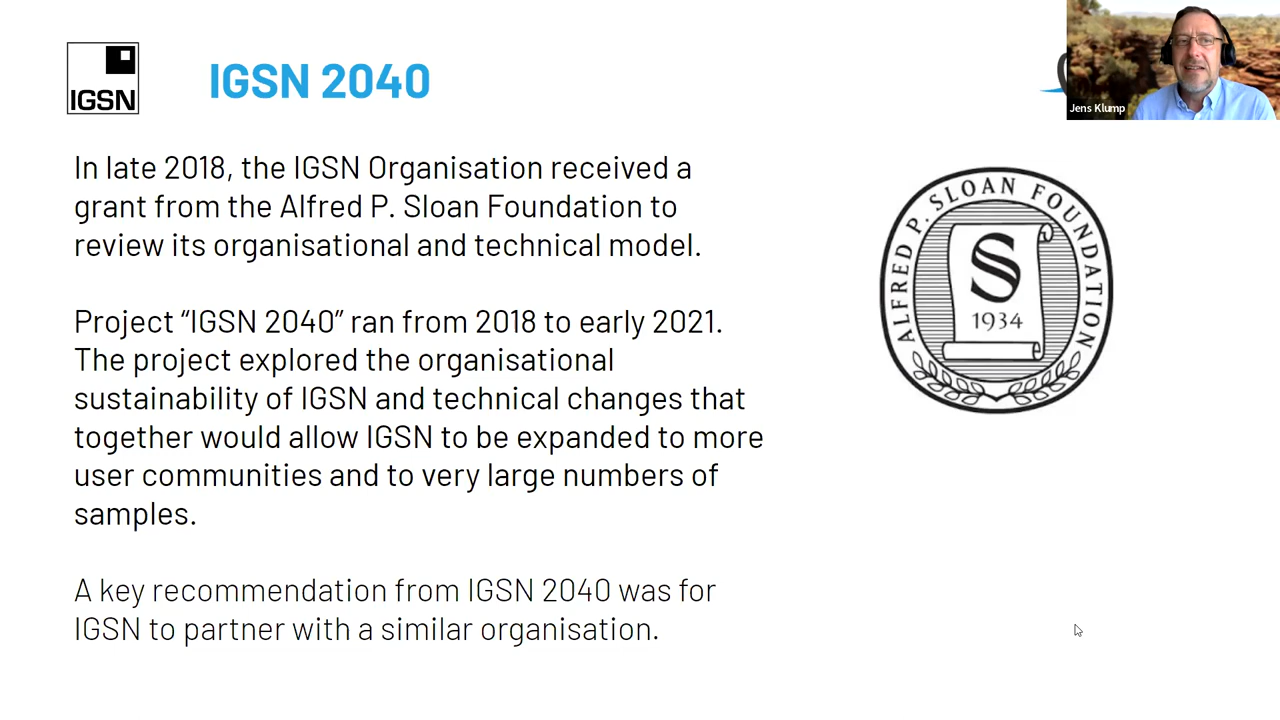 IGSN
IGSN 2040
Jens Klump
In late 2018, the IGSN Organisation received a
grant from the Alfred P. Sloan Foundation to
review its organisational and technical model.
Project “IGSN 2040” ran from 2018 to early 2021.
The project explored the organisational
sustainability of IGSN and technical changes that
together would allow IGSN to be expanded to more
user communities and to very large numbers of
samples.
A key recommendation from IGSN 2040 was for
IGSN to partner with a similar organisation.
ALFRED P. SLOAN FOUNDATION
S
1934